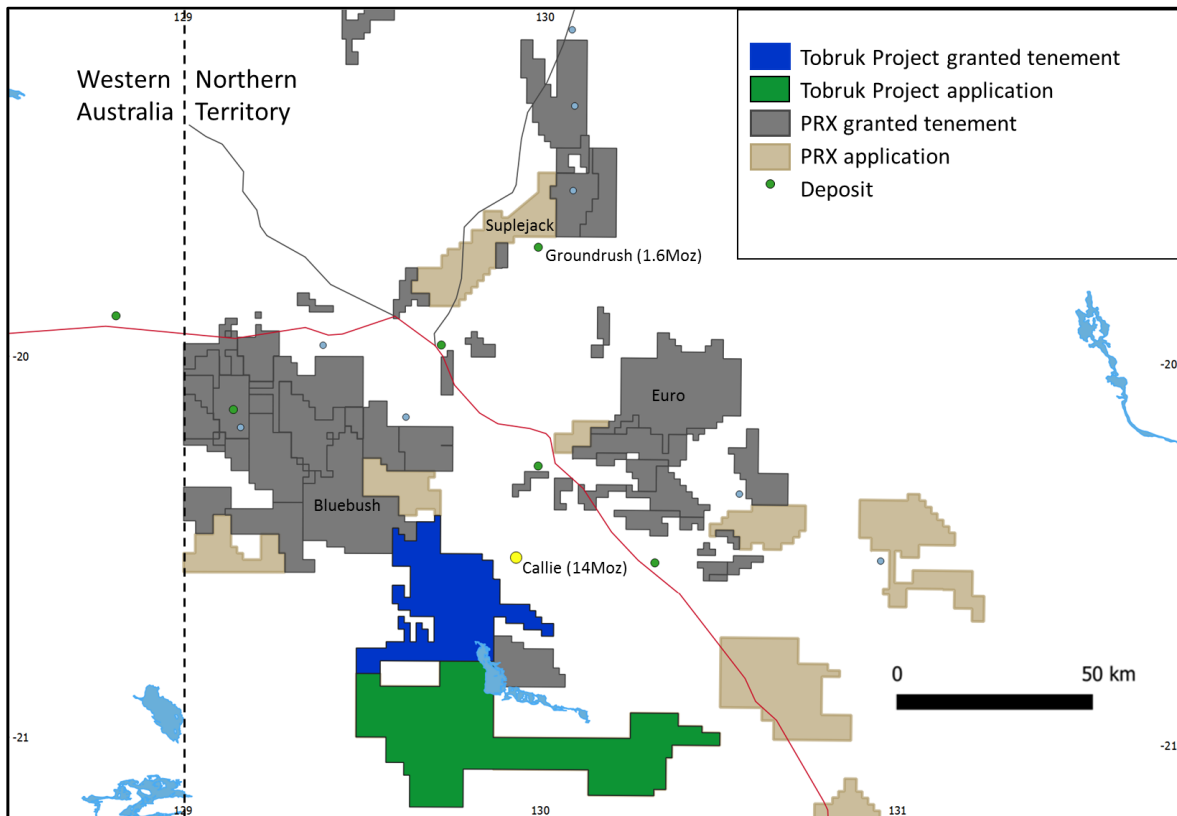 129
130
Western
Australia
Northern
Territory
Tobruk Project granted tenement
Tobruk Project application
PRX granted tenement
PRX application
Deposit
Suplejack
Groundrush (1.6Moz)
-20
-20
Euro
Bluebush
Callie (14Moz)
0
50 km
-21
-21
129
130
131